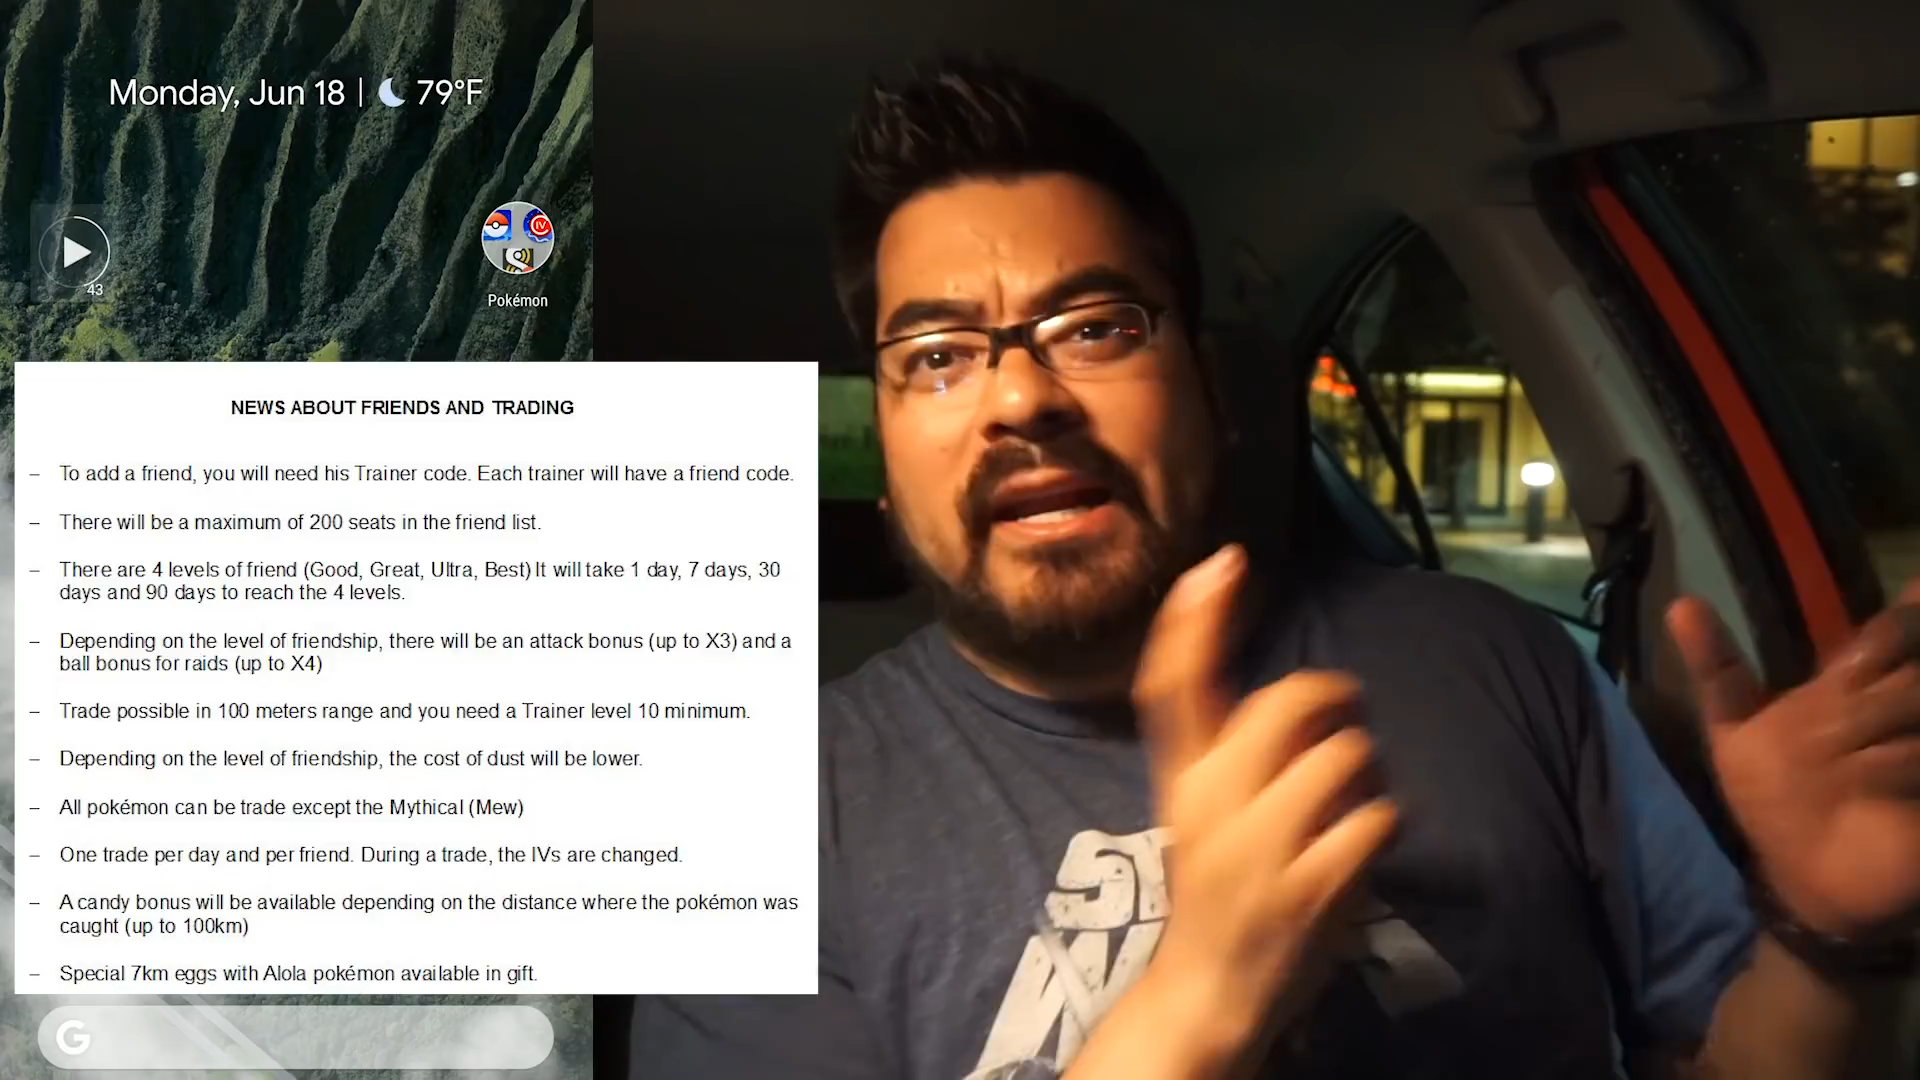 Monday, Jun 18 | 79°F
IV
43
Pokémon
NEWS ABOUT FRIENDS AND TRADING
– To add a friend, you will need his Trainer code. Each trainer will have a friend code.
– There will be a maximum of 200 seats in the friend list.
– There are 4 levels of friend (Good, Great, Ultra, Best) It will take 1 day, 7 days, 30
days and 90 days to reach the 4 levels.
– Depending on the level of friendship, there will be an attack bonus (up to X3) and a
ball bonus for raids (up to X4)
– Trade possible in 100 meters range and you need a Trainer level 10 minimum.
– Depending on the level of friendship, the cost of dust will be lower.
– All pokémon can be trade except the Mythical (Mew)
– One trade per day and per friend. During a trade, the IVs are changed.
– A candy bonus will be available depending on the distance where the pokémon was
caught (up to 100km)
– Special 7km eggs with Alola pokémon available in gift.
G